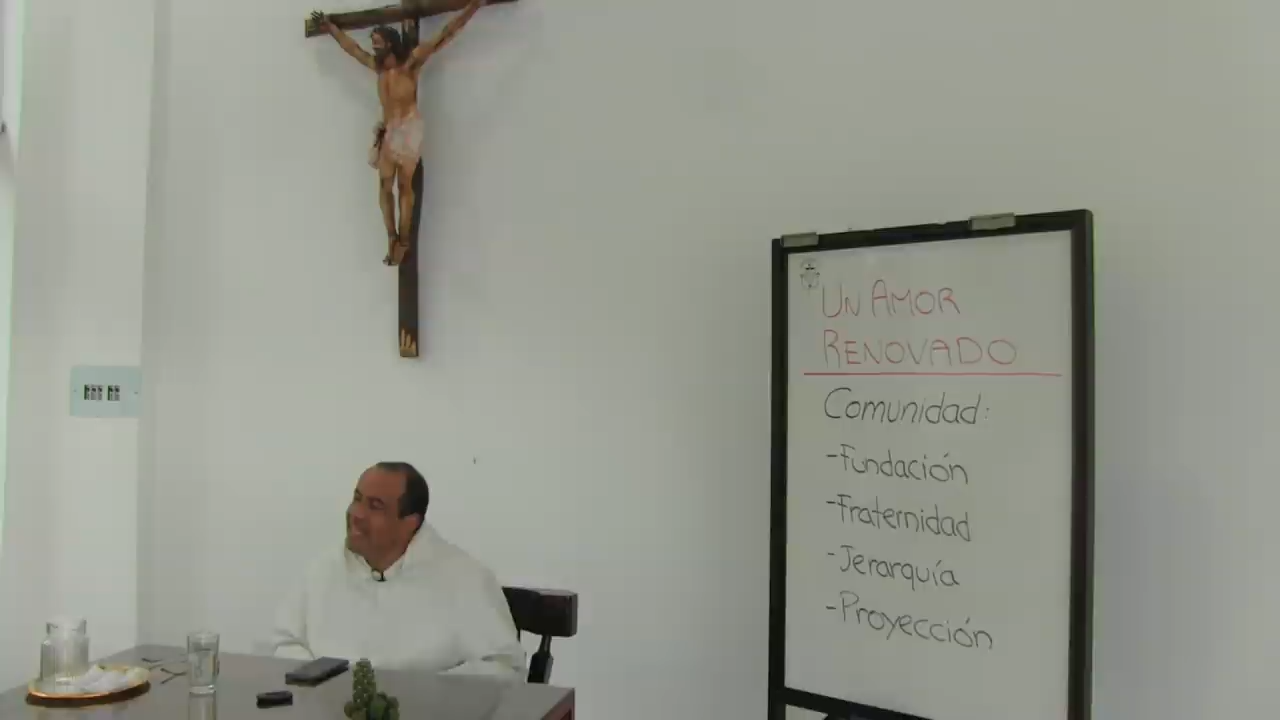 UN AMOR
RENOVADO
Comunidad:
-Fundación
-Fraternidad
-Jerarquía
-Proyección